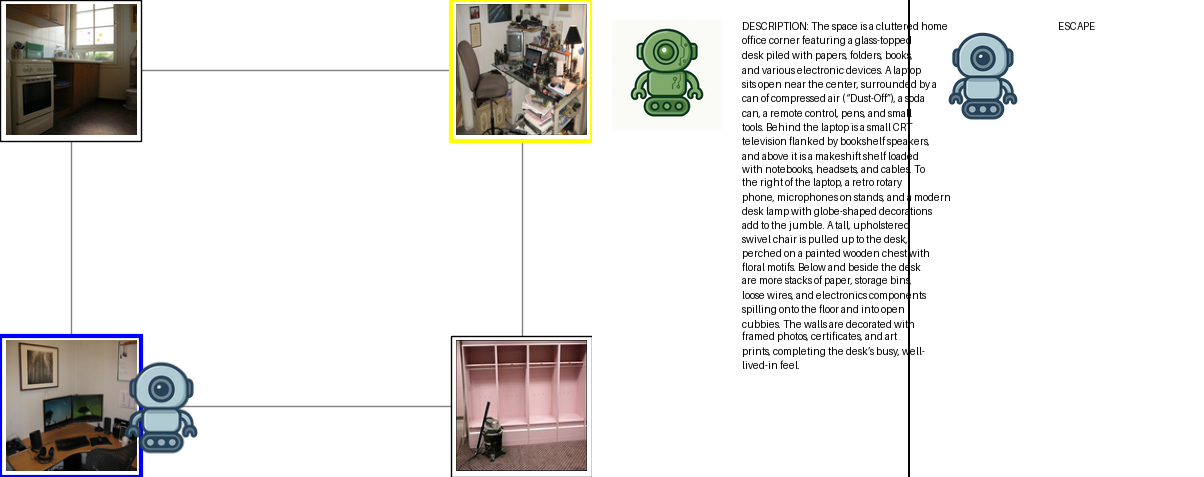 DESCRIPTION: The space is a cluttered home
office corner featuring a glass-topped
desk piled with papers, folders, books,
and various electronic devices. A laptop
sits open near the center, surrounded by a
can of compressed air (“Dust-Off”), a soda
can, a remote control, pens, and small
tools. Behind the laptop is a small CRT
television flanked by bookshelf speakers,
and above it is a makeshift shelf loaded
with notebooks, headsets, and cables. To
the right of the laptop, a retro rotary
phone, microphones on stands, and a modern
desk lamp with globe-shaped decorations
add to the jumble. A tall, upholstered
swivel chair is pulled up to the desk,
perched on a painted wooden chest with
floral motifs. Below and beside the desk
are more stacks of paper, storage bins,
loose wires, and electronics components
spilling onto the floor and into open
cubbies. The walls are decorated with
framed photos, certificates, and art
prints, completing the desk’s busy, well-
lived-in feel.
ESCAPE